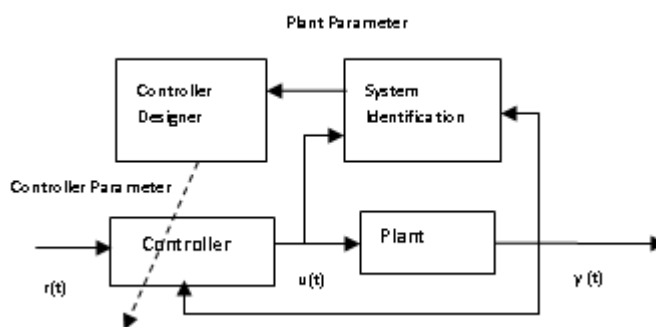 Plant Parameter
Controller
Designer
System
Identification
Controller Parameter
Controller
Plant
r(t)
u(t)
y (t)